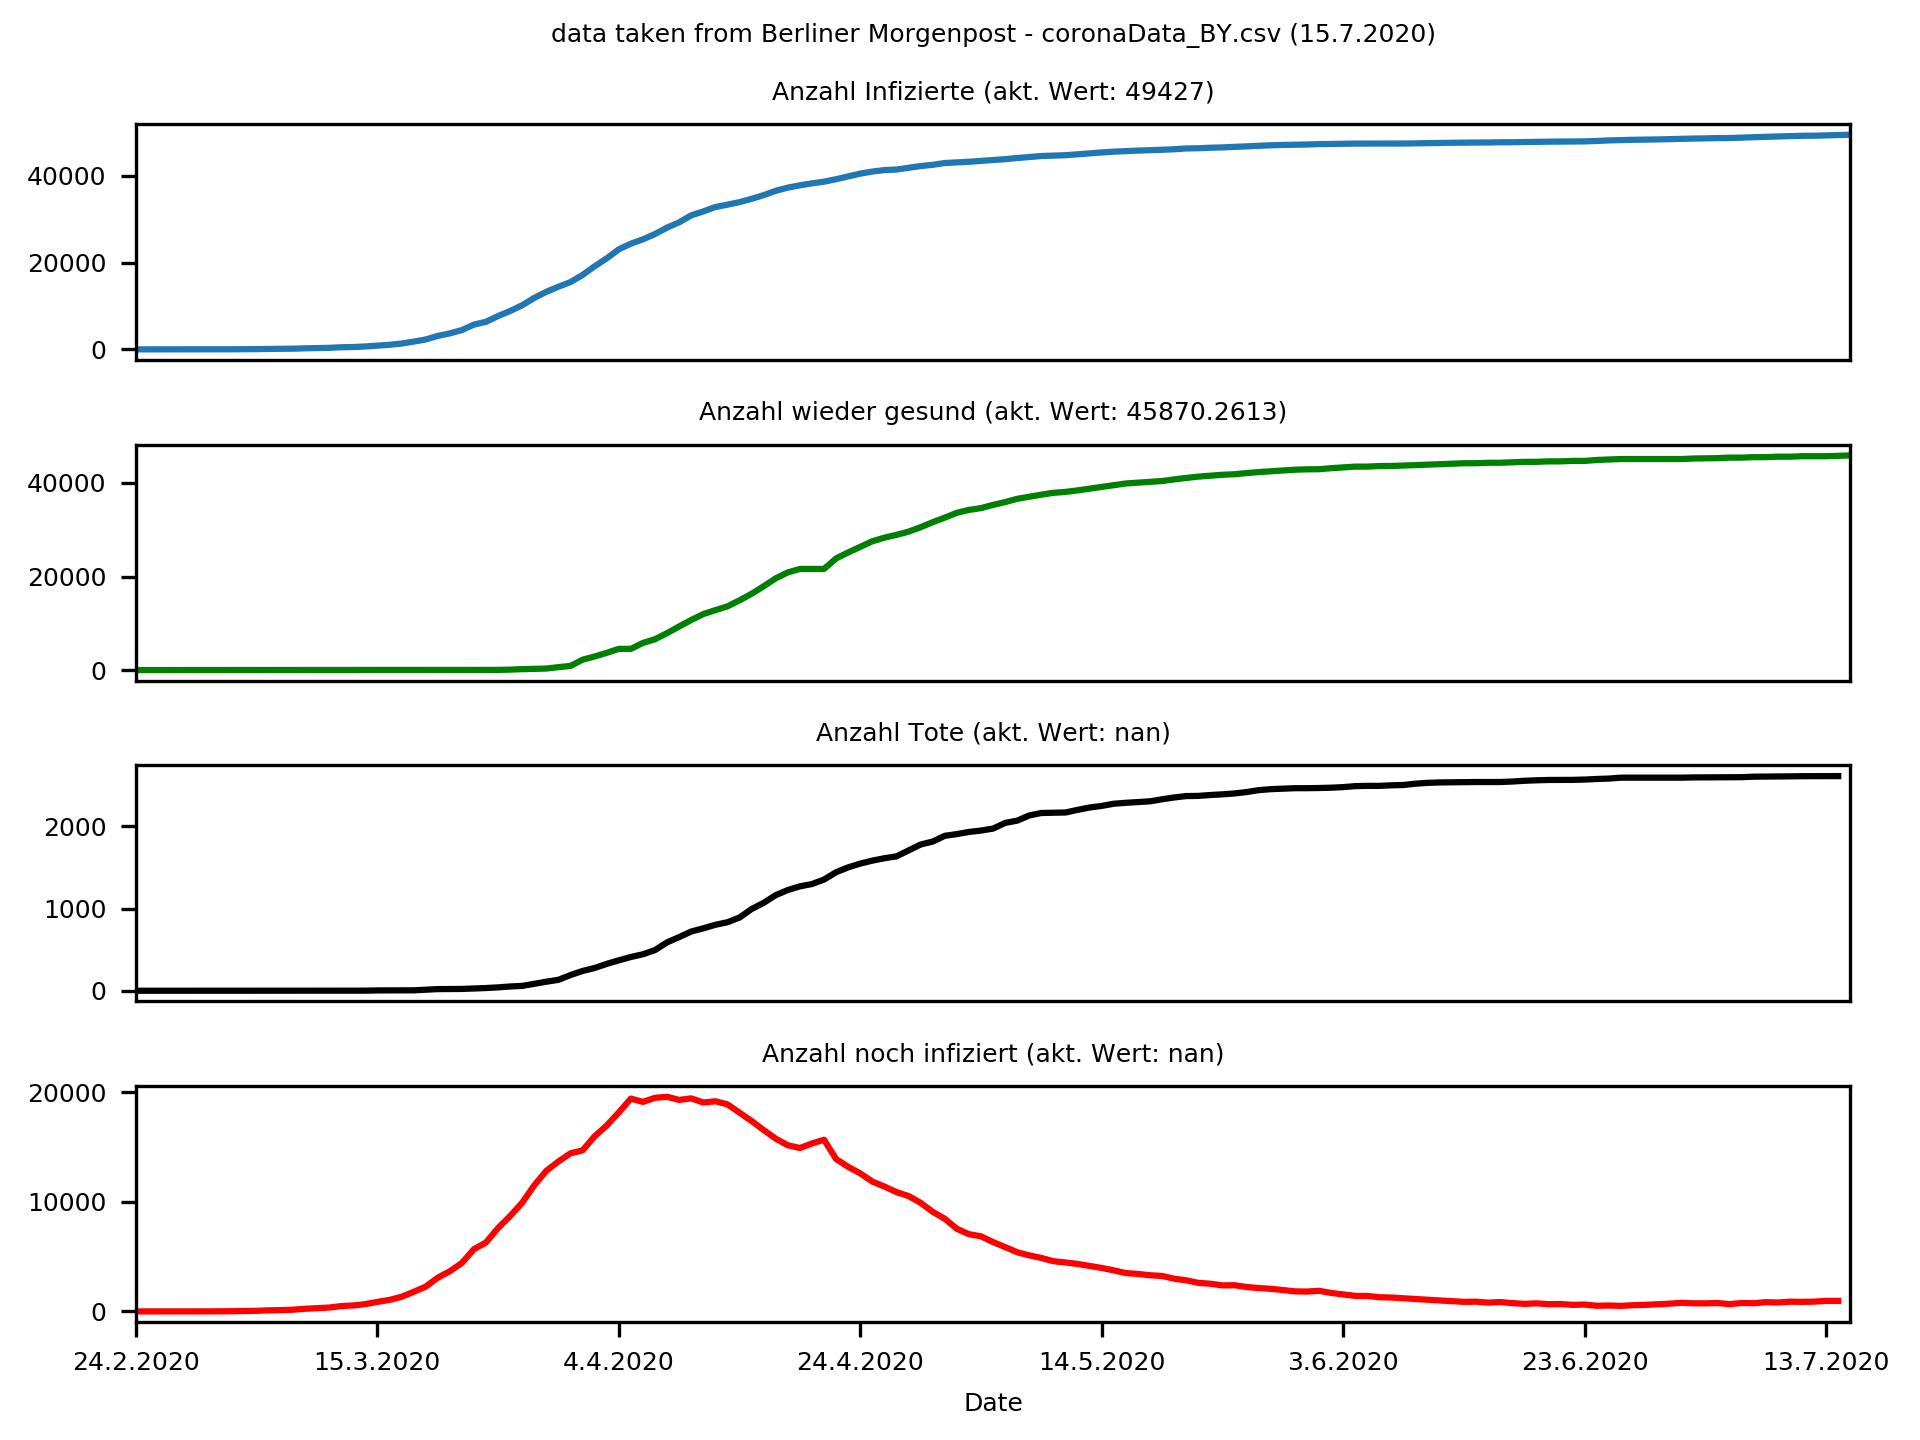 data taken from Berliner Morgenpost - coronaData_BY.csv (15.7.2020)
Anzahl Infizierte (akt. Wert: 49427)
40000
20000
0
Anzahl wieder gesund (akt. Wert: 45870.2613)
40000
20000
0
Anzahl Tote (akt. Wert: nan)
2000
1000
0
Anzahl noch infiziert (akt. Wert: nan)
20000
10000
0
24.2.2020 15.3.2020 4.4.2020 24.4.2020 14.5.2020 3.6.2020 23.6.2020 13.7.2020
Date